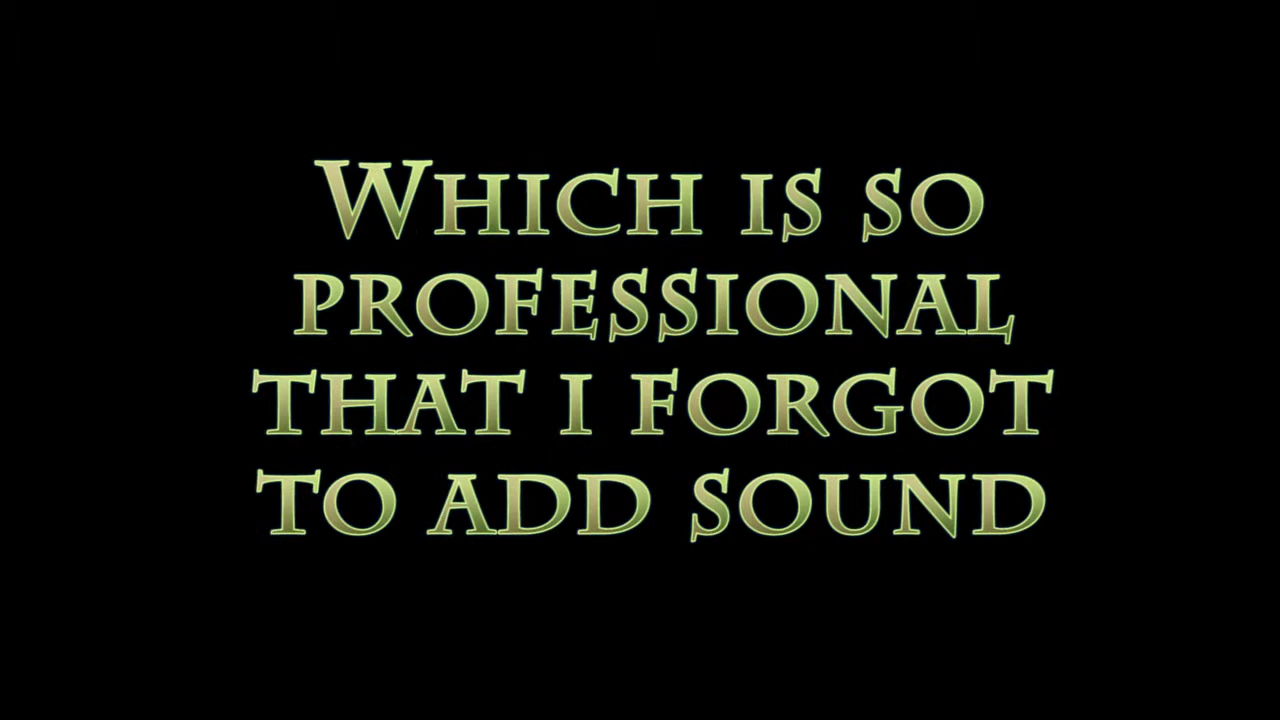 Which is so
professional
that I forgot
to add sound